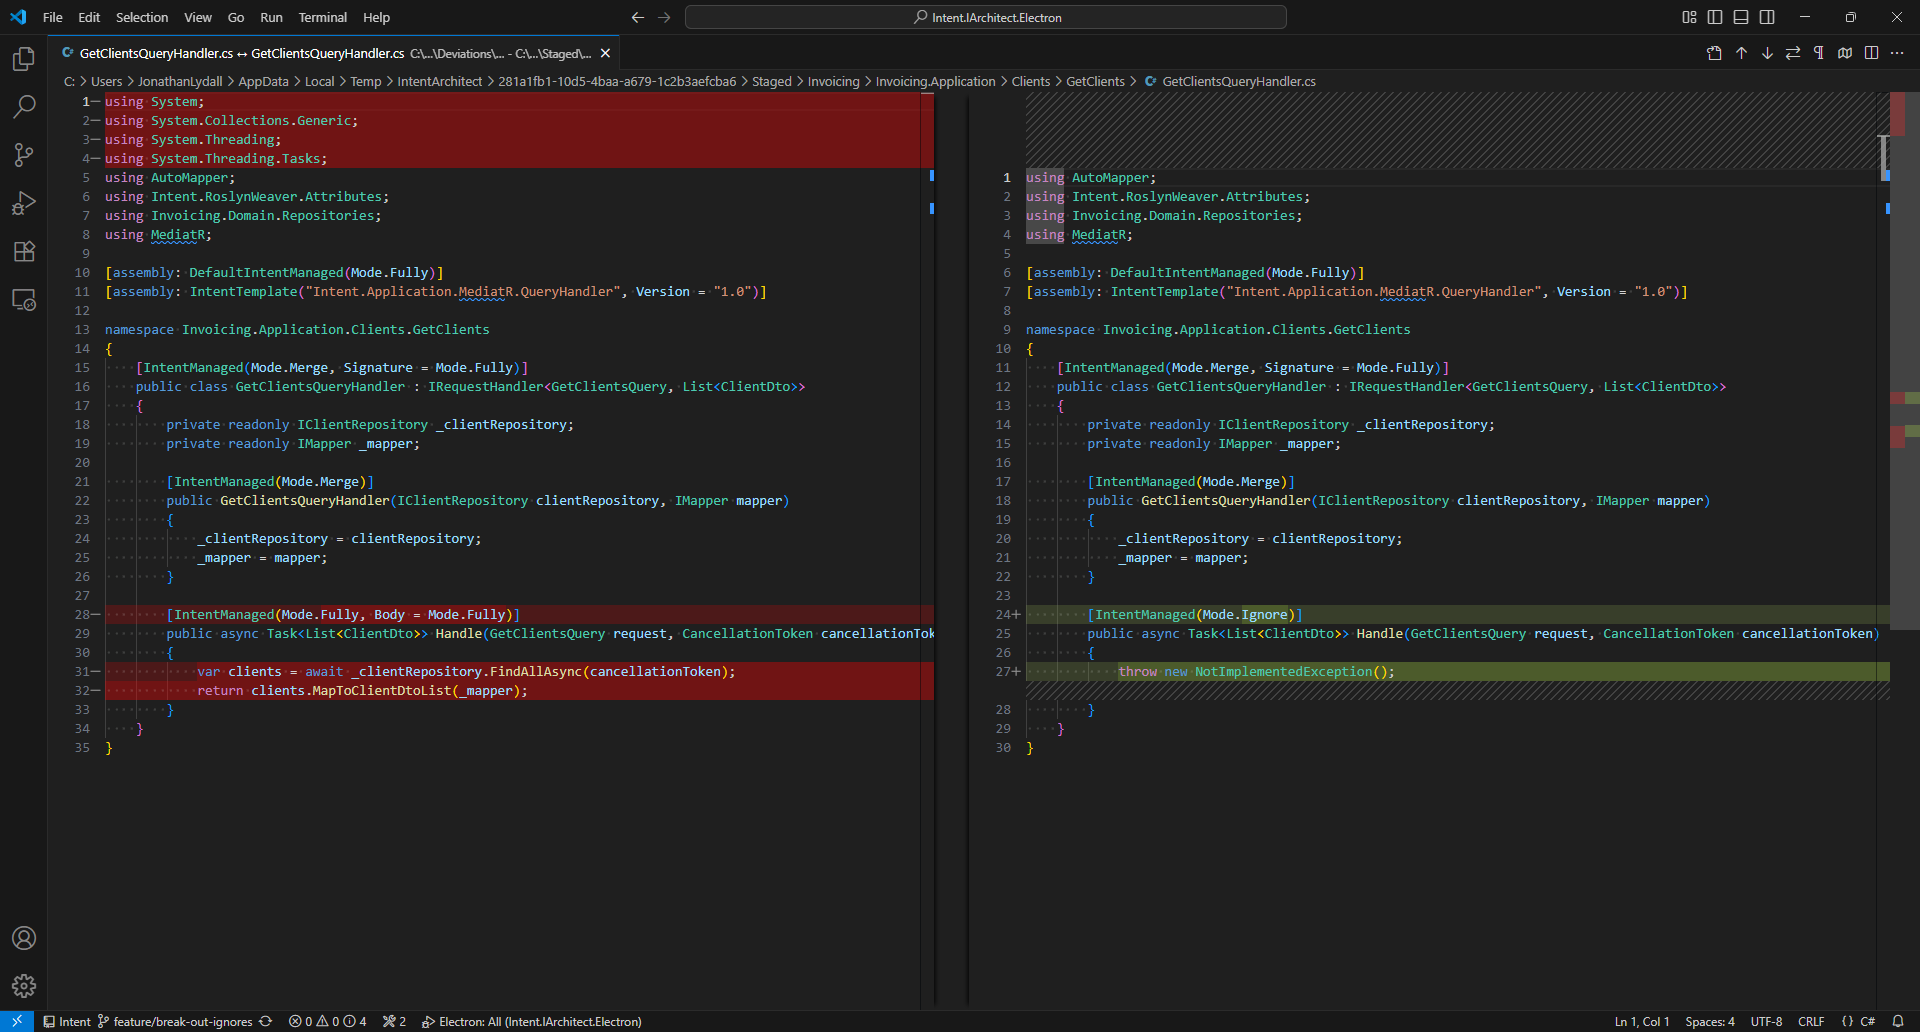 File Edit Selection View Go Run Terminal Help
Intent.IArchitect.Electron
GetClientsQueryHandler.cs ↔ GetClientsQueryHandler.cs C:\...\Deviations\... - C:\...\Staged\...
C: > Users > JonathanLydall > AppData > Local > Temp > IntentArchitect > 281a1fb1-10d5-4baa-a679-1c2b3aefcba6 > Staged > Invoicing > Invoicing.Application > Clients > GetClients > GetClientsQueryHandler.cs
1 using System;
2 using System.Collections.Generic;
3 using System.Threading;
4 using System.Threading.Tasks;
5 using AutoMapper;
6 using Intent.RoslynWeaver.Attributes;
7 using Invoicing.Domain.Repositories;
8 using MediatR;
9
10 [assembly: DefaultIntentManaged(Mode.Fully)]
11 [assembly: IntentTemplate("Intent.Application.MediatR.QueryHandler", Version = "1.0")]
12
13 namespace Invoicing.Application.Clients.GetClients
14 {
15 [IntentManaged(Mode.Merge, Signature = Mode.Fully)]
16 public class GetClientsQueryHandler : IRequestHandler<GetClientsQuery, List<ClientDto>>
17 {
18 private readonly IClientRepository _clientRepository;
19 private readonly IMapper _mapper;
20
21 [IntentManaged(Mode.Merge)]
22 public GetClientsQueryHandler(IClientRepository clientRepository, IMapper mapper)
23 {
24 _clientRepository = clientRepository;
25 _mapper = mapper;
26 }
27
28 [IntentManaged(Mode.Fully, Body = Mode.Fully)]
29 public async Task<List<ClientDto>> Handle(GetClientsQuery request, CancellationToken cancellationTok
30 {
31 var clients = await _clientRepository.FindAllAsync(cancellationToken);
32 return clients.MapToClientDtoList(_mapper);
33 }
34 }
35 }
1 using AutoMapper;
2 using Intent.RoslynWeaver.Attributes;
3 using Invoicing.Domain.Repositories;
4 using MediatR;
5
6 [assembly: DefaultIntentManaged(Mode.Fully)]
7 [assembly: IntentTemplate("Intent.Application.MediatR.QueryHandler", Version = "1.0")]
8
9 namespace Invoicing.Application.Clients.GetClients
10 {
11 [IntentManaged(Mode.Merge, Signature = Mode.Fully)]
12 public class GetClientsQueryHandler : IRequestHandler<GetClientsQuery, List<ClientDto>>
13 {
14 private readonly IClientRepository _clientRepository;
15 private readonly IMapper _mapper;
16
17 [IntentManaged(Mode.Merge)]
18 public GetClientsQueryHandler(IClientRepository clientRepository, IMapper mapper)
19 {
20 _clientRepository = clientRepository;
21 _mapper = mapper;
22 }
23
24+ [IntentManaged(Mode.Ignore)]
25 public async Task<List<ClientDto>> Handle(GetClientsQuery request, CancellationToken cancellationToken)
26 {
27+ throw new NotImplementedException();
28 }
29 }
30 }
Intent feature/break-out-ignores 0 0 4 2 Electron: All (Intent.IArchitect.Electron) Ln 1, Col 1 Spaces: 4 UTF-8 CRLF {} C#